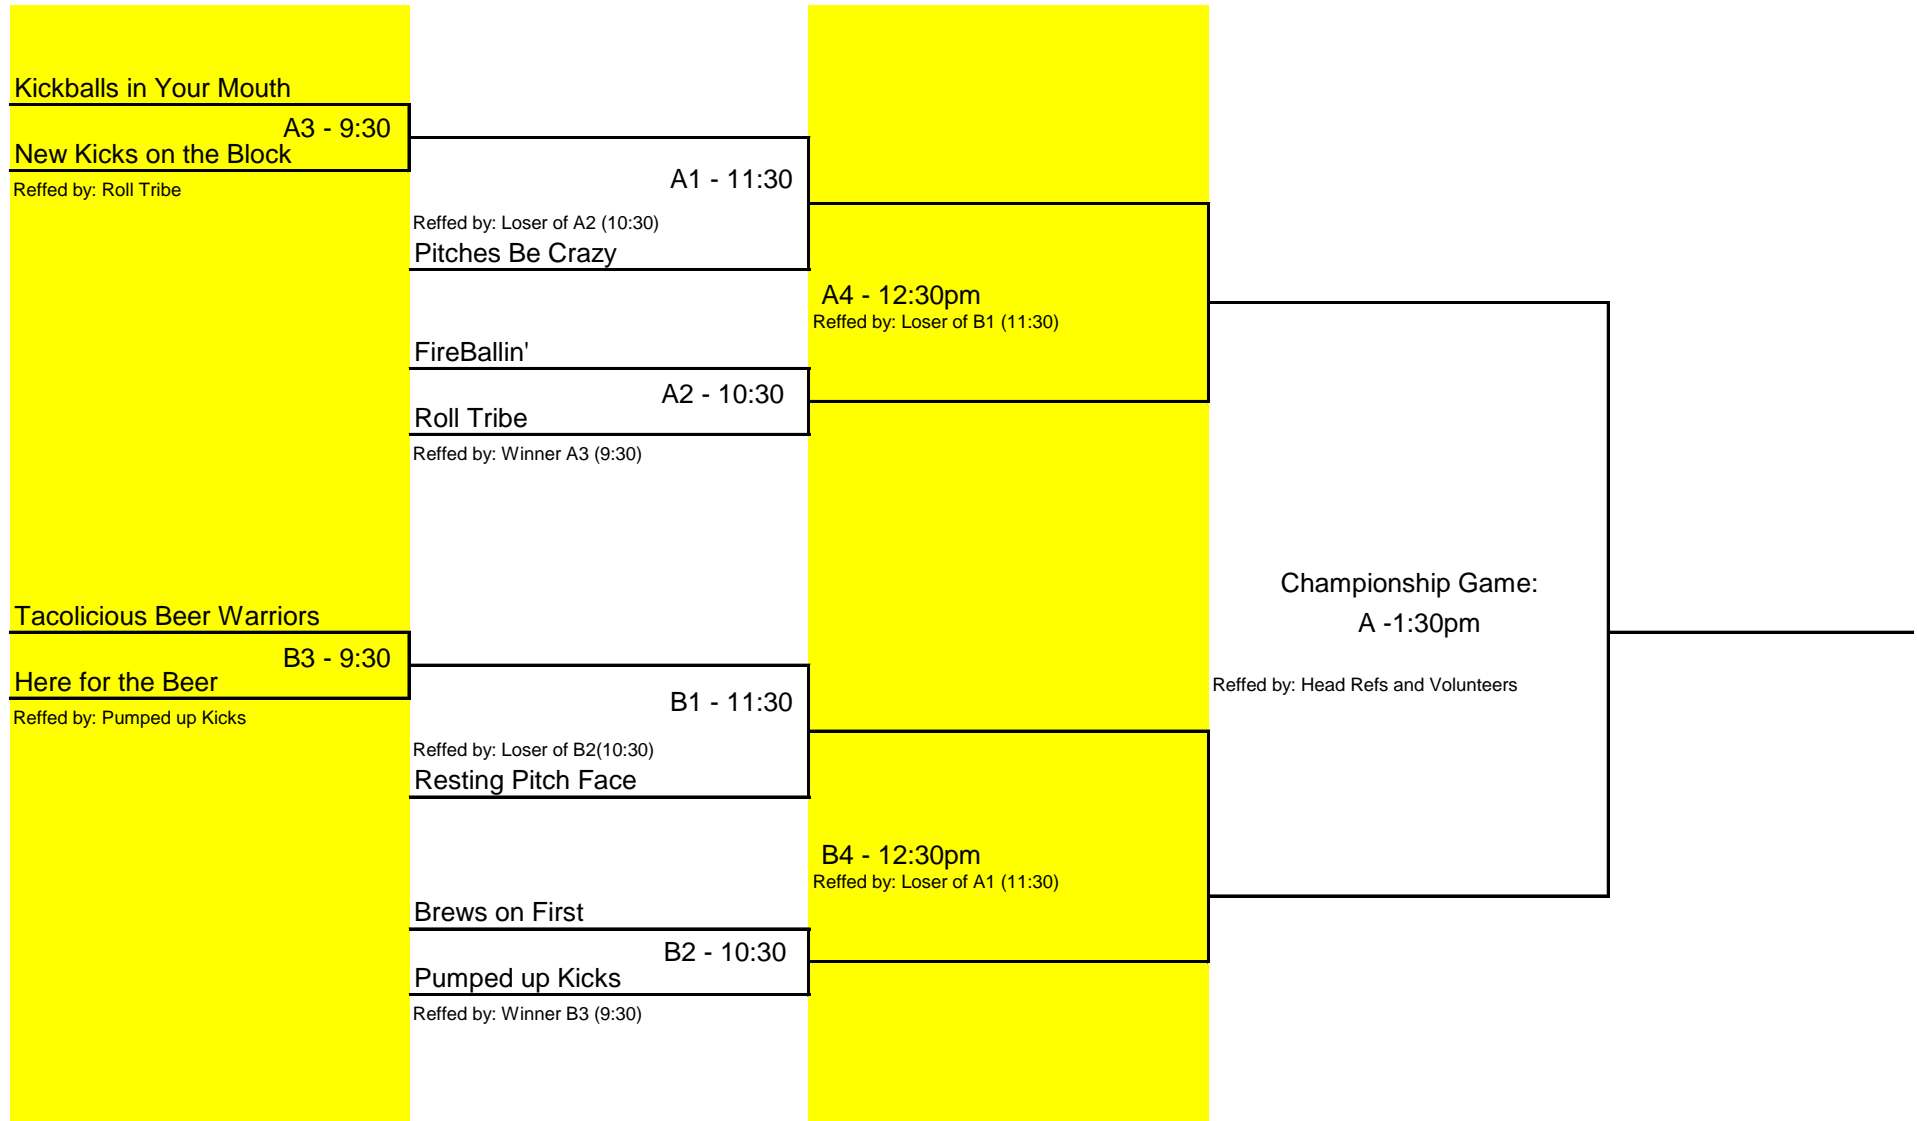 Kickballs in Your Mouth
A3 - 9:30
New Kicks on the Block
Reffed by: Roll Tribe
Tacolicious Beer Warriors
B3 - 9:30
Here for the Beer
Reffed by: Pumped up Kicks
A1 - 11:30
Reffed by: Loser of A2 (10:30)
Pitches Be Crazy
FireBallin'
A2 - 10:30
Roll Tribe
Reffed by: Winner A3 (9:30)
B1 - 11:30
Reffed by: Loser of B2(10:30)
Resting Pitch Face
Brews on First
B2 - 10:30
Pumped up Kicks
Reffed by: Winner B3 (9:30)
A4 - 12:30pm
Reffed by: Loser of B1 (11:30)
B4 - 12:30pm
Reffed by: Loser of A1 (11:30)
Championship Game:
A -1:30pm
Reffed by: Head Refs and Volunteers